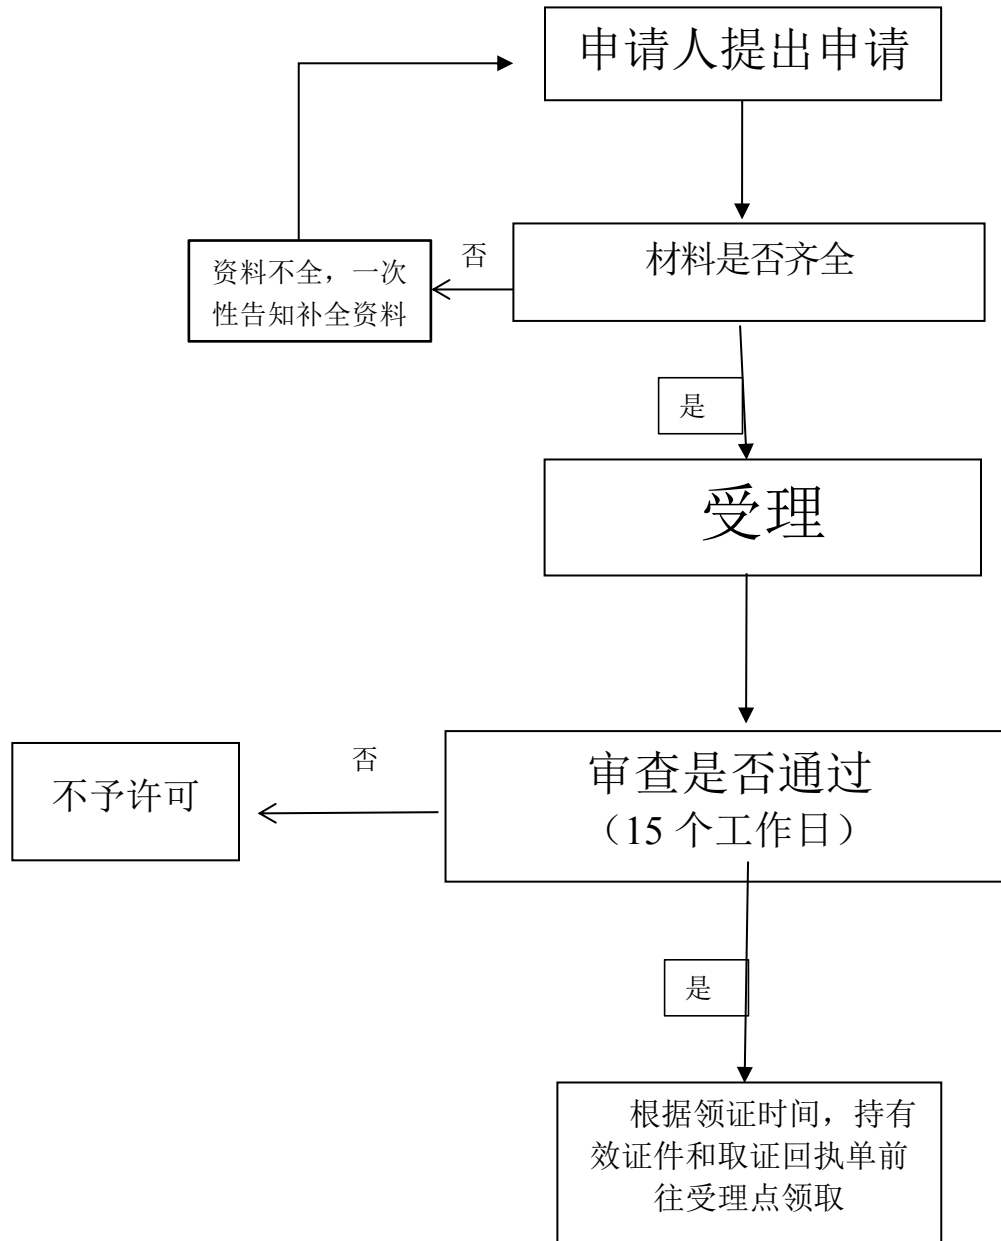 申请人提出申请
否
材料是否齐全
资料不全，一次
性告知补全资料
是
受理
不予许可
否
审查是否通过
（15 个工作日）
是
根据领证时间，持有
效证件和取证回执单前
往受理点领取